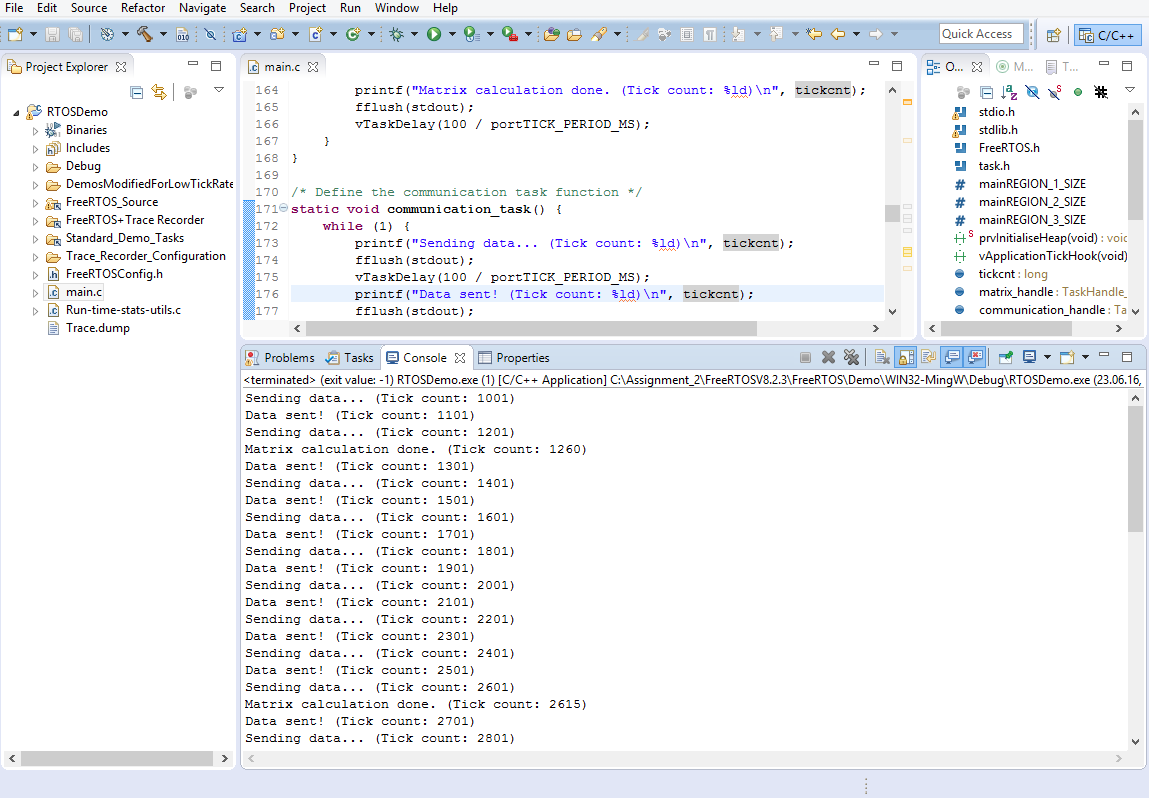 File Edit Source Refactor Navigate Search Project Run Window Help
Quick Access
C/C++
Project Explorer
RTOSDemo
Binaries
Includes
Debug
DemosModifiedForLowTickRate
FreeRTOS_Source
FreeRTOS+Trace Recorder
Standard_Demo_Tasks
Trace_Recorder_Configuration
FreeRTOSConfig.h
main.c
Run-time-stats-utils.c
Trace.dump
main.c
164 printf("Matrix calculation done. (Tick count: %ld)\n", tickcnt);
165 fflush(stdout);
166 vTaskDelay(100 / portTICK_PERIOD_MS);
167 }
168 }
169
170 /* Define the communication task function */
171 static void communication_task() {
172 while (1) {
173 printf("Sending data... (Tick count: %ld)\n", tickcnt);
174 fflush(stdout);
175 vTaskDelay(100 / portTICK_PERIOD_MS);
176 printf("Data sent! (Tick count: %ld)\n", tickcnt);
177 fflush(stdout);
O... M... T...
stdio.h
stdlib.h
FreeRTOS.h
task.h
mainREGION_1_SIZE
mainREGION_2_SIZE
mainREGION_3_SIZE
prvInitialiseHeap(void) : void
vApplicationTickHook(void)
tickcnt : long
matrix_handle : TaskHandle_
communication_handle : Ta
Problems Tasks Console Properties
<terminated> (exit value: -1) RTOSDemo.exe (1) [C/C++ Application] C:\Assignment_2\FreeRTOSV8.2.3\FreeRTOS\Demo\WIN32-MingW\Debug\RTOSDemo.exe (23.06.16,
Sending data... (Tick count: 1001)
Data sent! (Tick count: 1101)
Sending data... (Tick count: 1201)
Matrix calculation done. (Tick count: 1260)
Data sent! (Tick count: 1301)
Sending data... (Tick count: 1401)
Data sent! (Tick count: 1501)
Sending data... (Tick count: 1601)
Data sent! (Tick count: 1701)
Sending data... (Tick count: 1801)
Data sent! (Tick count: 1901)
Sending data... (Tick count: 2001)
Data sent! (Tick count: 2101)
Sending data... (Tick count: 2201)
Data sent! (Tick count: 2301)
Sending data... (Tick count: 2401)
Data sent! (Tick count: 2501)
Sending data... (Tick count: 2601)
Matrix calculation done. (Tick count: 2615)
Data sent! (Tick count: 2701)
Sending data... (Tick count: 2801)